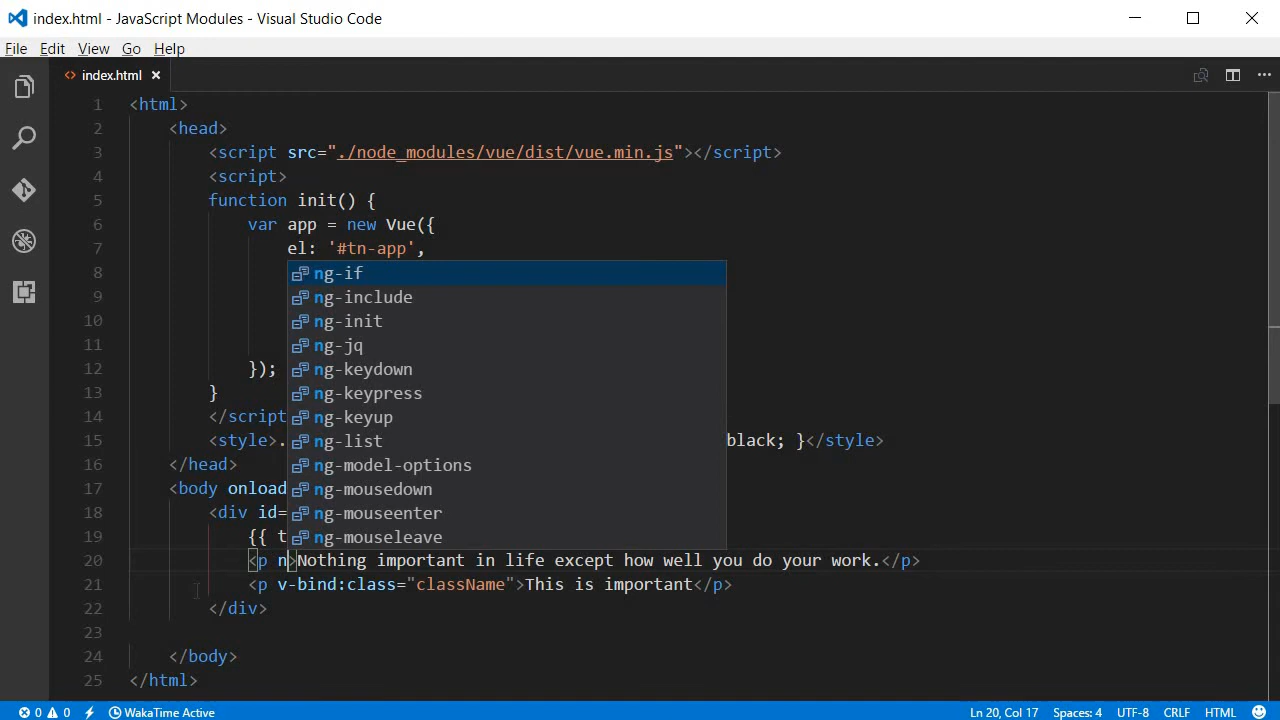 index.html - JavaScript Modules - Visual Studio Code
File Edit View Go Help
<> index.html ×
1 <html>
2 <head>
3 <script src="./node_modules/vue/dist/vue.min.js"></script>
4 <script>
5 function init() {
6 var app = new Vue({
7 el: '#tn-app',
8 ng-if
9 ng-include
10 ng-init
11 ng-jq
12 }); ng-keydown
13 } ng-keypress
14 </script ng-keyup
15 <style>. ng-list black; }</style>
16 </head> ng-model-options
17 <body onload ng-mousedown
18 <div id= ng-mouseenter
19 {{ t ng-mouseleave
20 <p n>Nothing important in life except how well you do your work.</p>
21 <p v-bind:class="className">This is important</p>
22 </div>
23
24 </body>
25 </html>
0 0 WakaTime Active Ln 20, Col 17 Spaces: 4 UTF-8 CRLF HTML